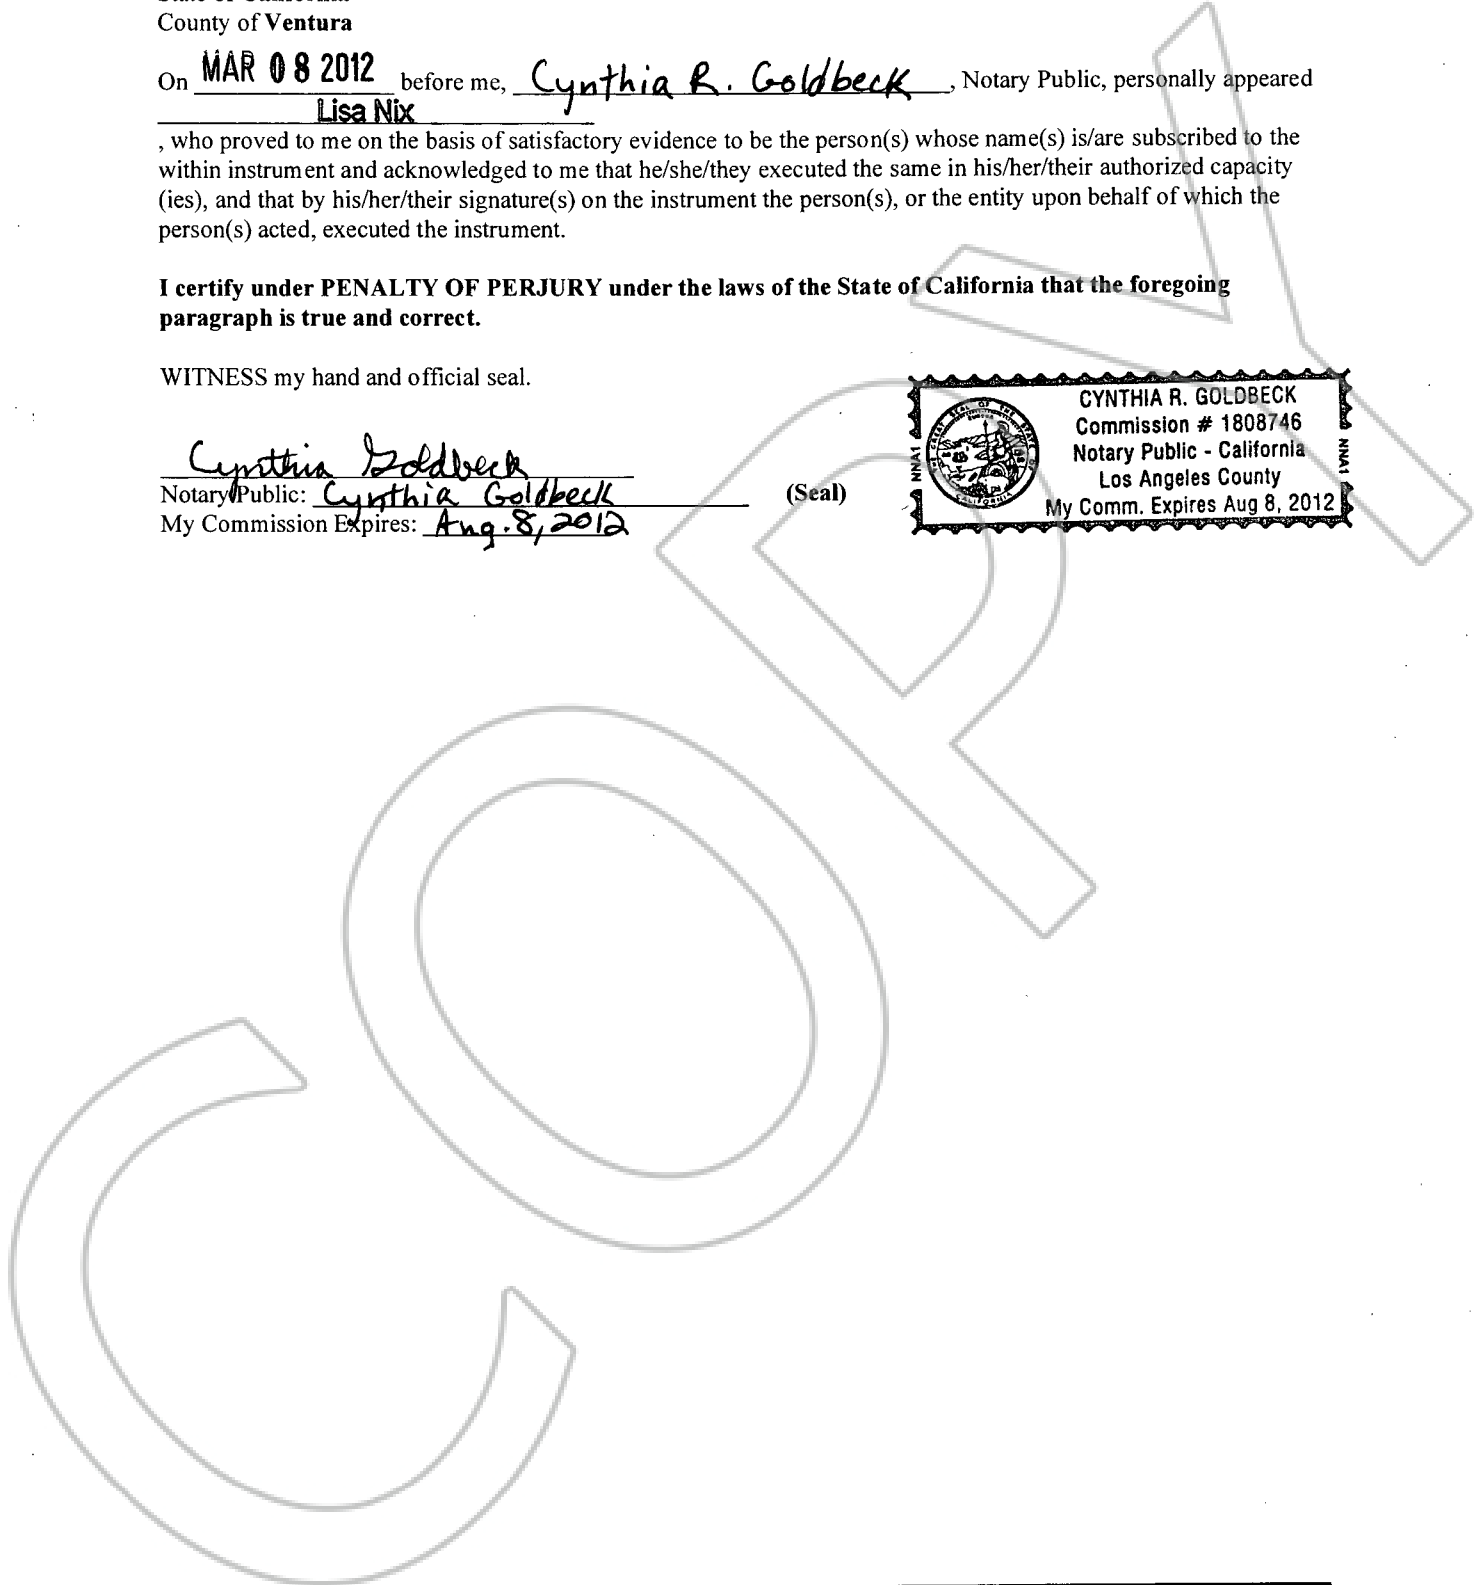 County of Ventura
On MAR 08 2012 before me, Cynthia R. Goldbeck, Notary Public, personally appeared
Lisa Nix
, who proved to me on the basis of satisfactory evidence to be the person(s) whose name(s) is/are subscribed to the
within instrument and acknowledged to me that he/she/they executed the same in his/her/their authorized capacity
(ies), and that by his/her/their signature(s) on the instrument the person(s), or the entity upon behalf of which the
person(s) acted, executed the instrument.
I certify under PENALTY OF PERJURY under the laws of the State of California that the foregoing
paragraph is true and correct.
WITNESS my hand and official seal.
Cynthia Goldbeck
Notary Public: Cynthia Goldbeck
(Seal)
My Commission Expires: Aug. 8, 2012
CYNTHIA R. GOLDBECK
Commission # 1808746
Notary Public - California
Los Angeles County
My Comm. Expires Aug 8, 2012
NNA1
NNA1
COPY